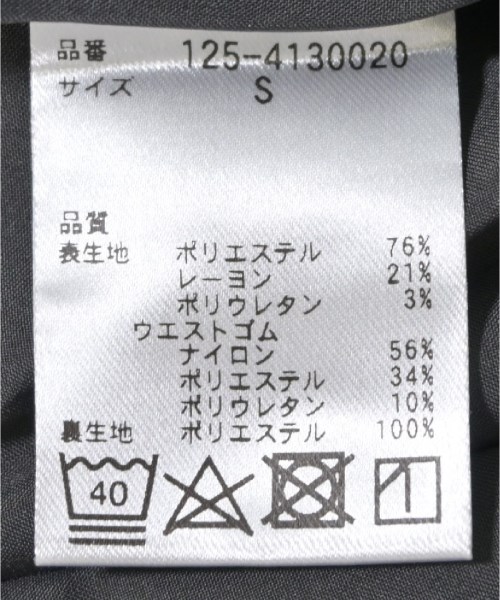 品番 125-4130020
サイズ S
品質
表生地 ポリエステル 76%
レーヨン 21%
ポリウレタン 3%
ウエストゴム
ナイロン 56%
ポリエステル 34%
ポリウレタン 10%
裏生地 ポリエステル 100%
40